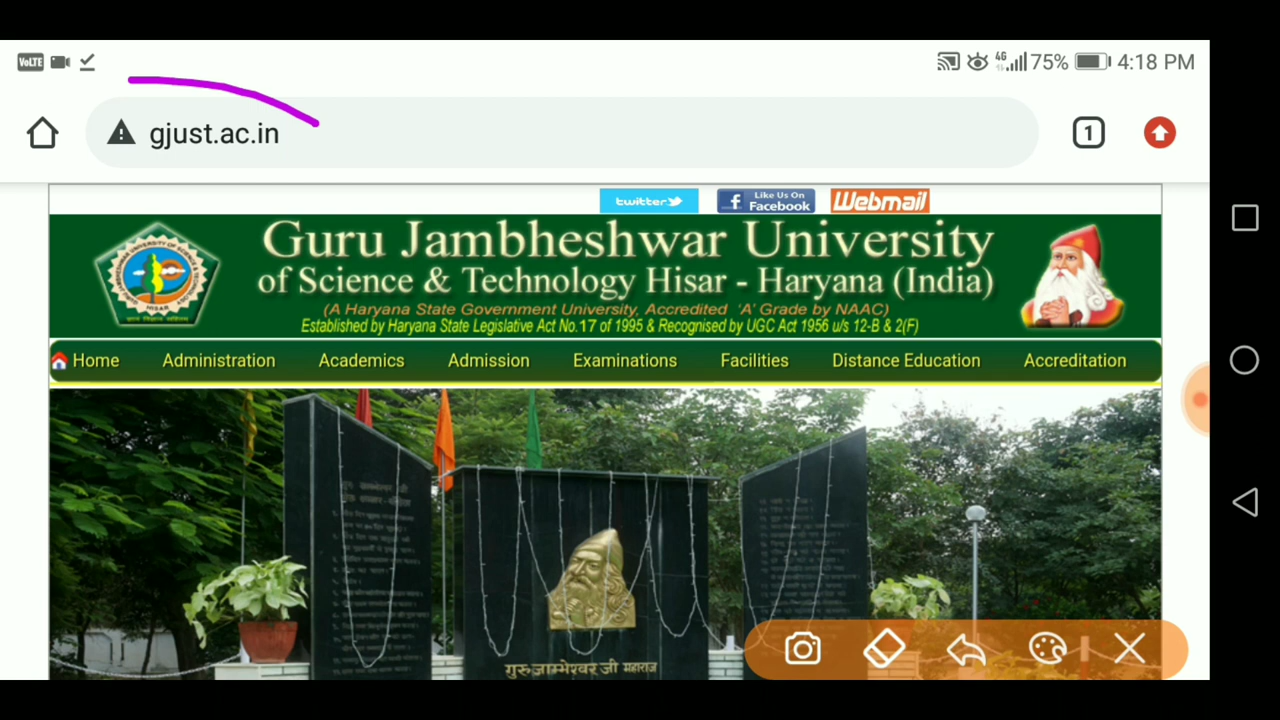 VoLTE 4G 75% 4:18 PM
gjust.ac.in 1
twitter Like Us On Facebook Webmail
Guru Jambheshwar University
of Science & Technology Hisar - Haryana (India)
(A Haryana State Government University, Accredited 'A' Grade by NAAC)
Established by Haryana State Legislative Act No.17 of 1995 & Recognised by UGC Act 1956 u/s 12-B & 2(F)
Home Administration Academics Admission Examinations Facilities Distance Education Accreditation
गुरू जाम्भेश्वर जी महाराज